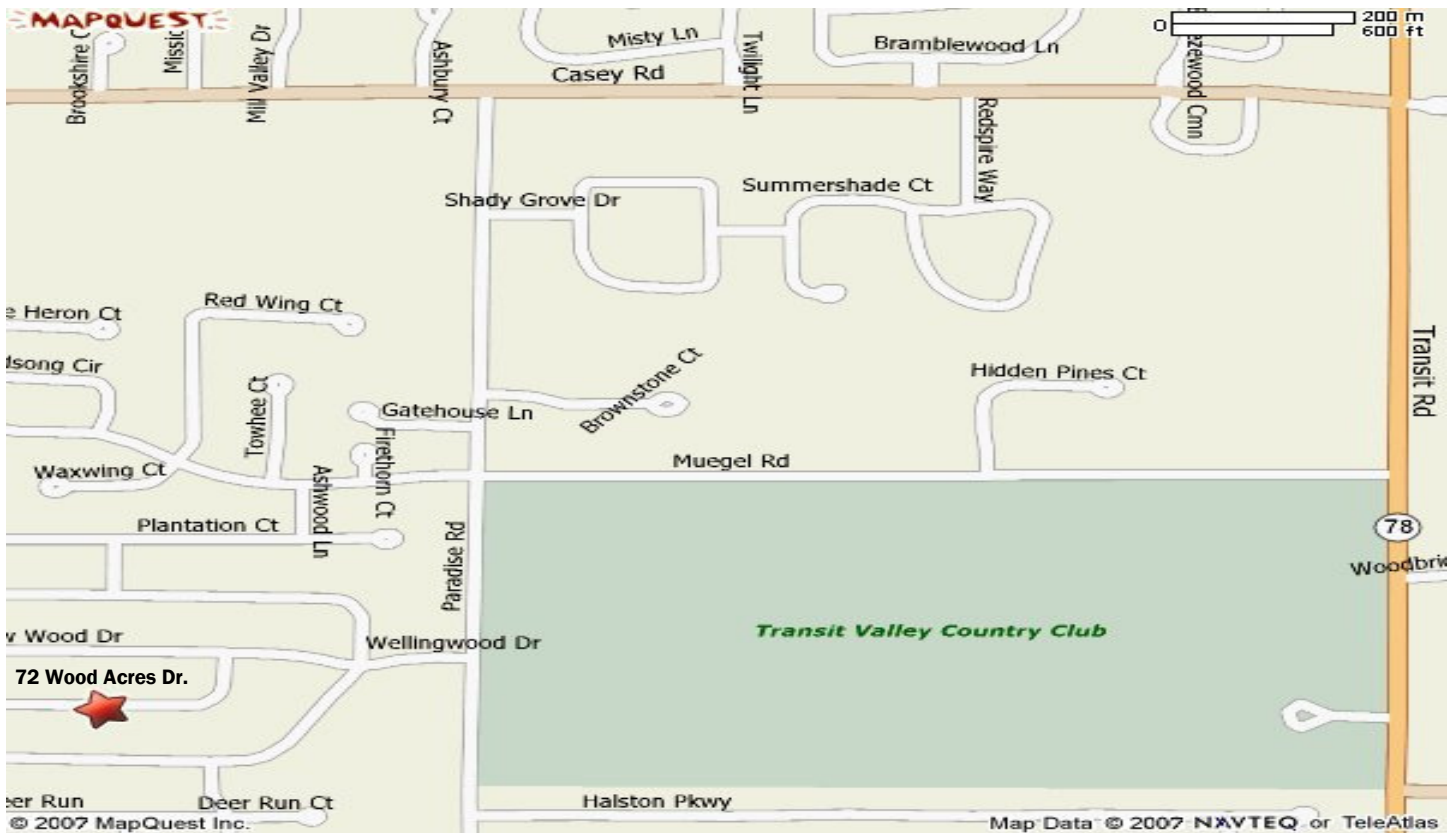 MAPQUEST
0 200 m
600 ft
Misty Ln
Bramblewood Ln
Casey Rd
Mill Valley Dr
Ashbury Ct
Twilight Ln
Cmn
Redspire Way
Shady Grove Dr
Summershade Ct
Red Wing Ct
Heron Ct
Cir
Towhee Ct
Gatehouse Ln
Brownstone Ct
Hidden Pines Ct
Transit Rd
Waxwing Ct
Firethorn Ct
Muegel Rd
Plantation Ct
Ashwood Ln
Paradise Rd
78
Wood Dr
Wellingwood Dr
Transit Valley Country Club
72 Wood Acres Dr.
Run
Deer Run Ct
Halston Pkwy
© 2007 MapQuest Inc.
Map Data © 2007 NAVTEQ or TeleAtlas